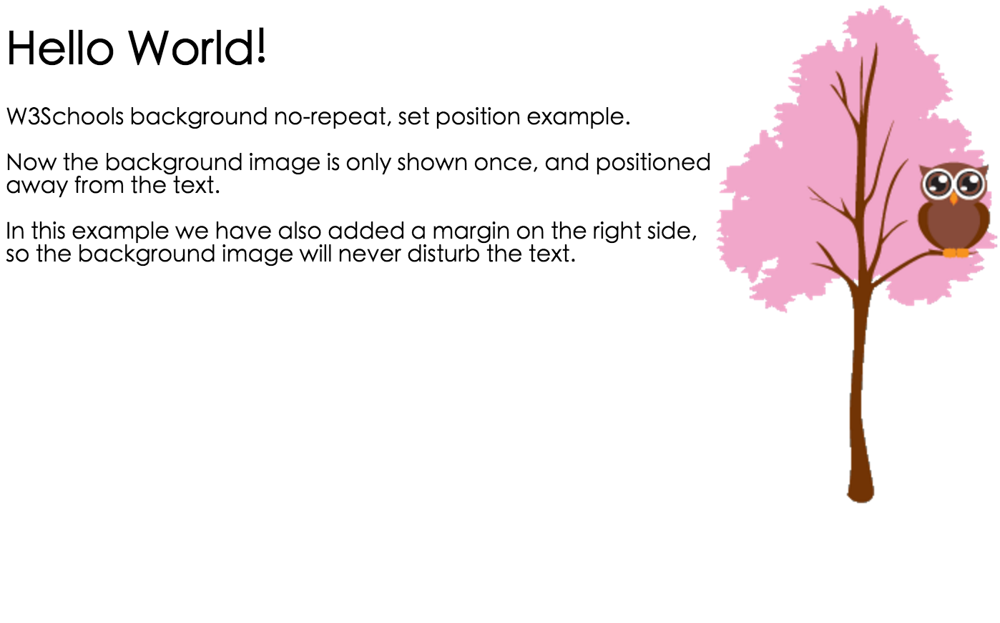 Hello World!
W3Schools background no-repeat, set position example.
Now the background image is only shown once, and positioned
away from the text.
In this example we have also added a margin on the right side,
so the background image will never disturb the text.